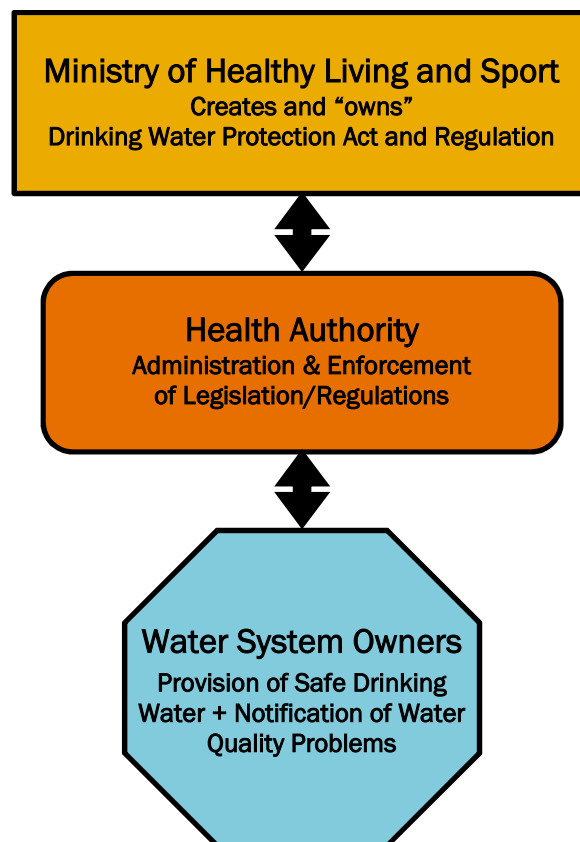 Ministry of Healthy Living and Sport
Creates and “owns”
Drinking Water Protection Act and Regulation
Health Authority
Administration & Enforcement
of Legislation/Regulations
Water System Owners
Provision of Safe Drinking
Water + Notification of Water
Quality Problems